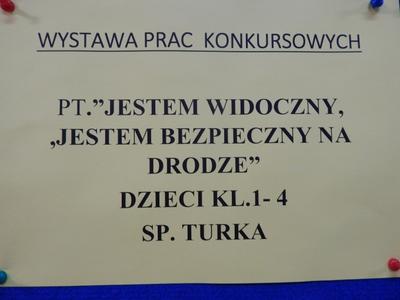 WYSTAWA PRAC KONKURSOWYCH
PT.”JESTEM WIDOCZNY,
,JESTEM BEZPIECZNY NA
DRODZE”
DZIECI KL.1- 4
SP. TURKA